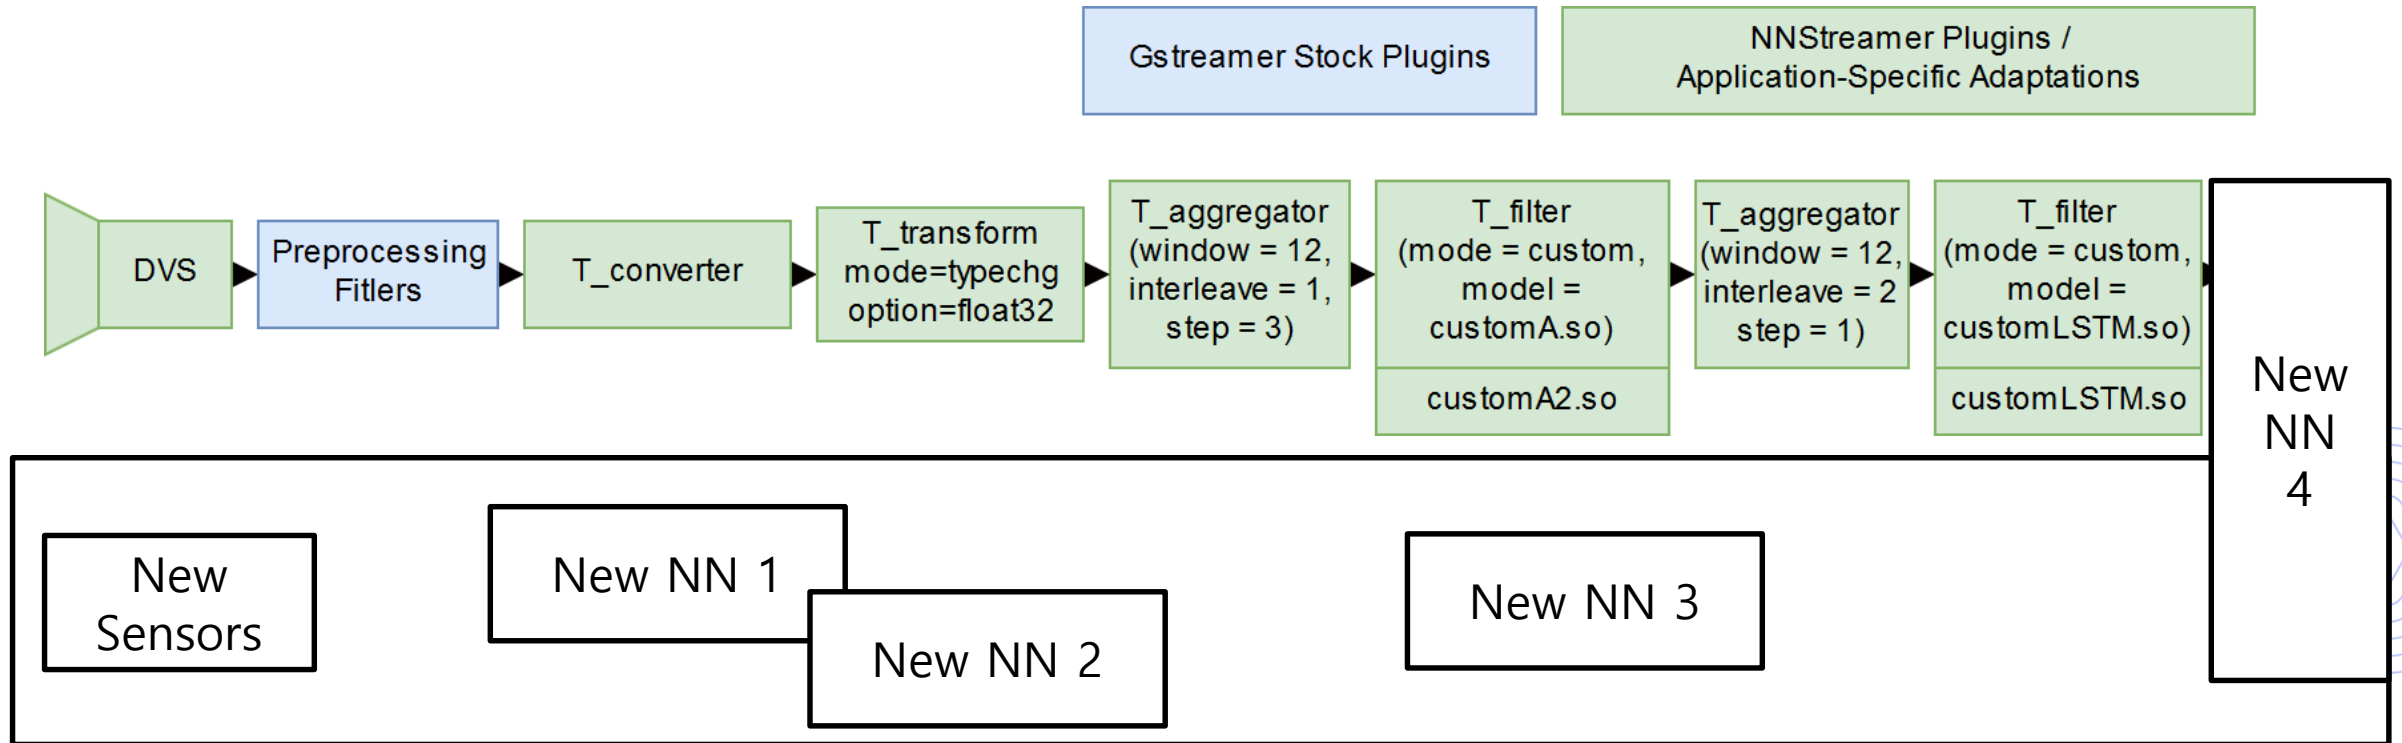 Gstreamer Stock Plugins
NNStreamer Plugins /
Application-Specific Adaptations
DVS
Preprocessing
Fitlers
T_converter
T_transform
mode=typechg
option=float32
T_aggregator
(window = 12,
interleave = 1,
step = 3)
T_filter
(mode = custom,
model =
customA.so)
customA2.so
T_aggregator
(window = 12,
interleave = 2
step = 1)
T_filter
(mode = custom,
model =
customLSTM.so)
customLSTM.so
New
NN
4
New
Sensors
New NN 1
New NN 2
New NN 3